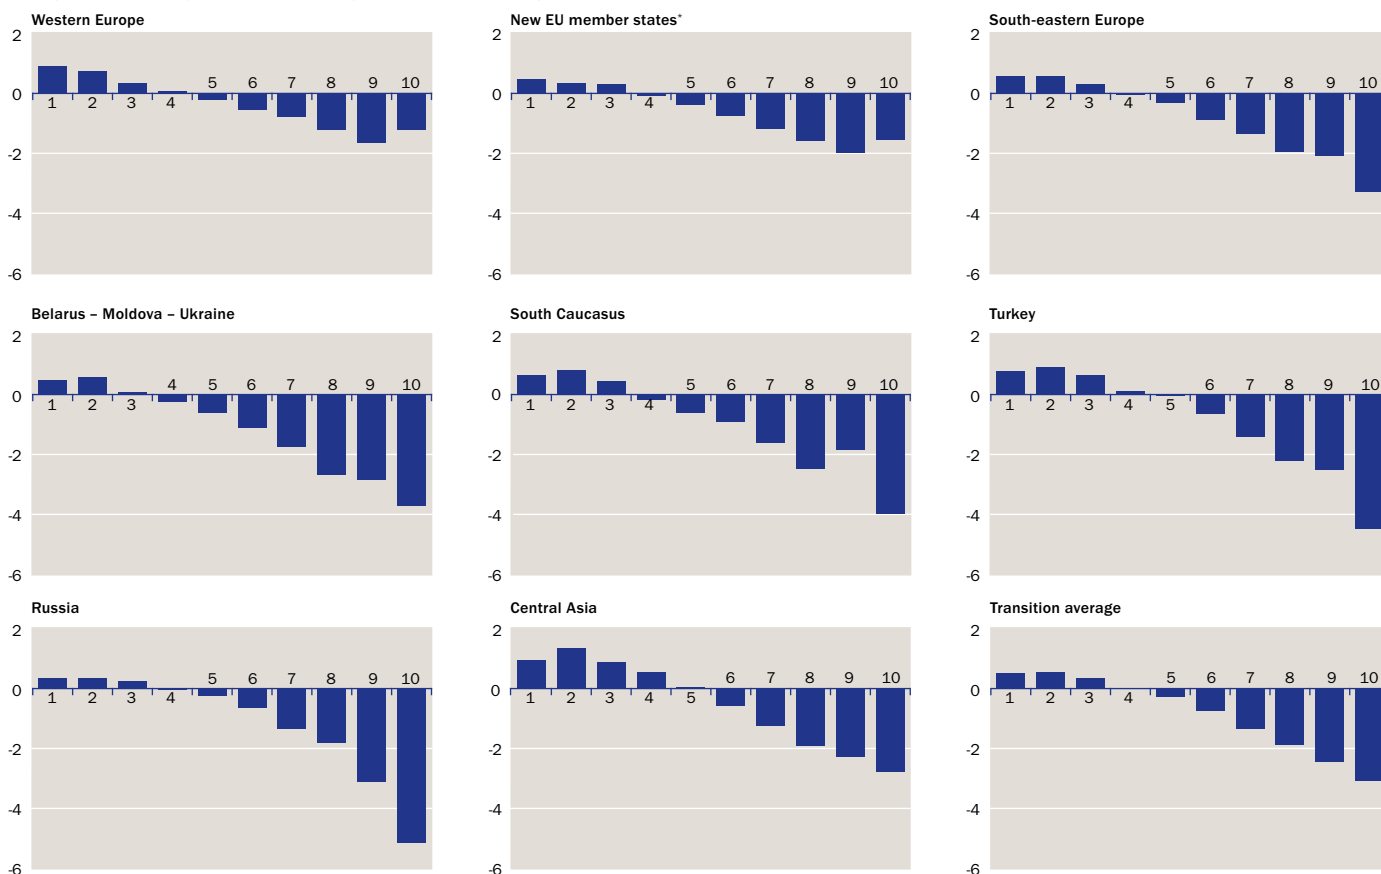 Western Europe
2
0
-2
-4
-6
1 2 3 4 5 6 7 8 9 10
New EU member states*
2
0
-2
-4
-6
1 2 3 4 5 6 7 8 9 10
South-eastern Europe
2
0
-2
-4
-6
1 2 3 4 5 6 7 8 9 10
Belarus – Moldova – Ukraine
2
0
-2
-4
-6
1 2 3 4 5 6 7 8 9 10
South Caucasus
2
0
-2
-4
-6
1 2 3 4 5 6 7 8 9 10
Turkey
2
0
-2
-4
-6
1 2 3 4 5 6 7 8 9 10
Russia
2
0
-2
-4
-6
1 2 3 4 5 6 7 8 9 10
Central Asia
2
0
-2
-4
-6
1 2 3 4 5 6 7 8 9 10
Transition average
2
0
-2
-4
-6
1 2 3 4 5 6 7 8 9 10